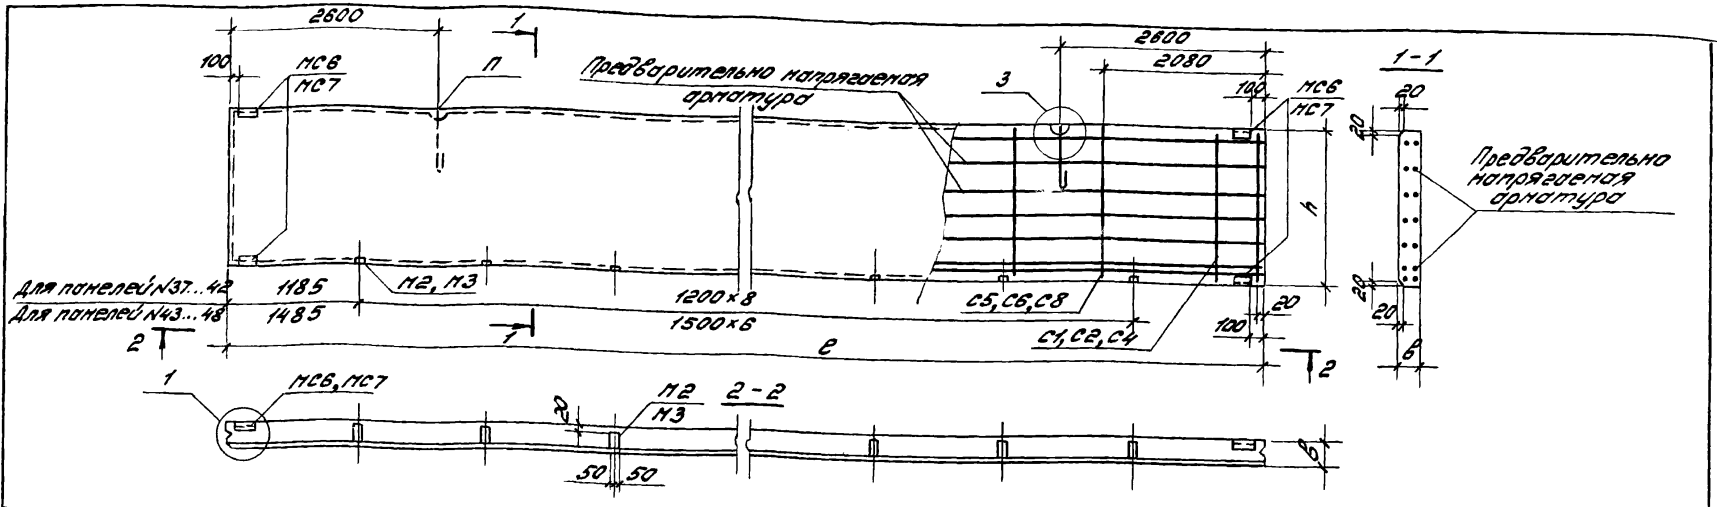 2600
1
2600
1-1
100
МС6
МС7
П
Предварительно напрягаемая
арматура
3
2080
100
МС6
МС7
20
20
Предварительно
напрягаемая
арматура
h
Для панелей N37...42
1185
М2, М3
1200×8
С5, С6, С8
20
20
Для панелей N43...48
1485
1500×6
С1, С2, С4
100
20
2
1
ℓ
2
в
1
МС6, МС7
20
М2
М3
2-2
50
50
в